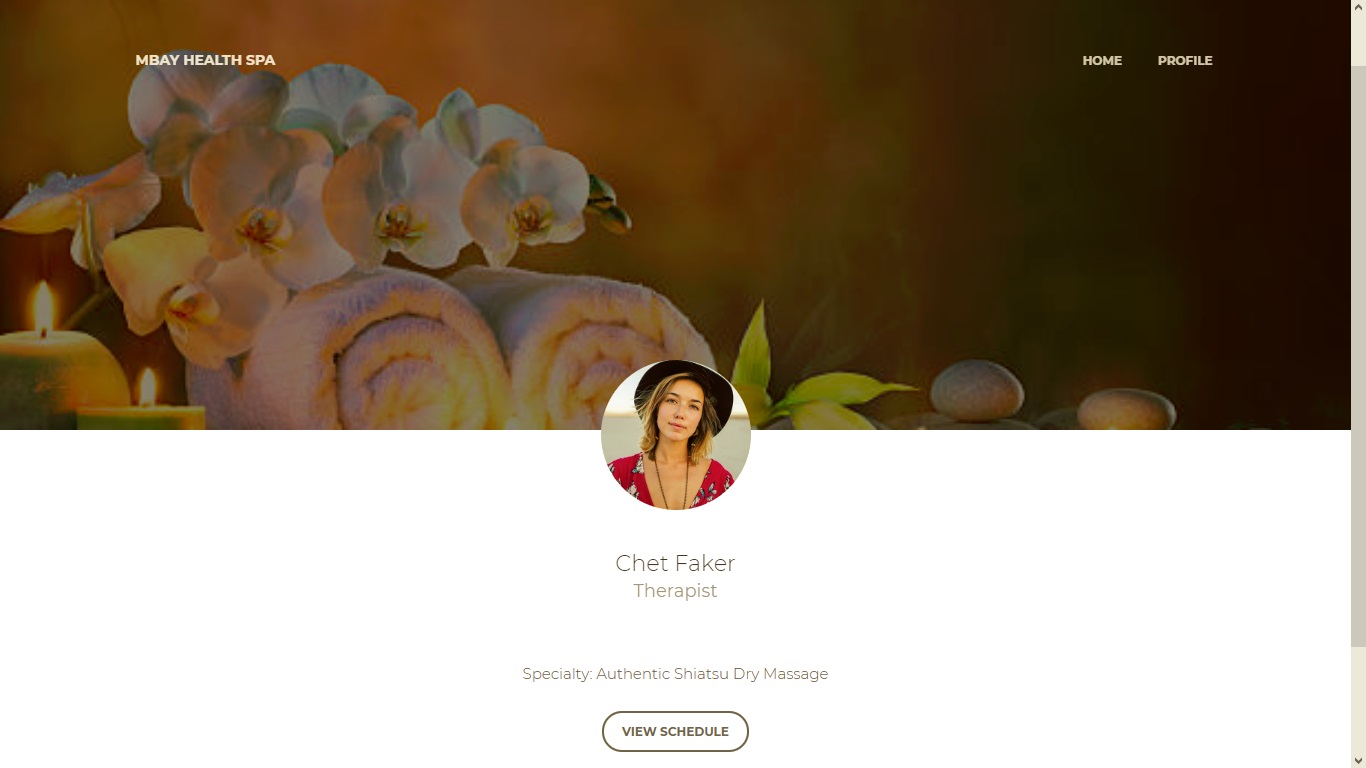 MBAY HEALTH SPA
HOME PROFILE
Chet Faker
Therapist
Specialty: Authentic Shiatsu Dry Massage
VIEW SCHEDULE